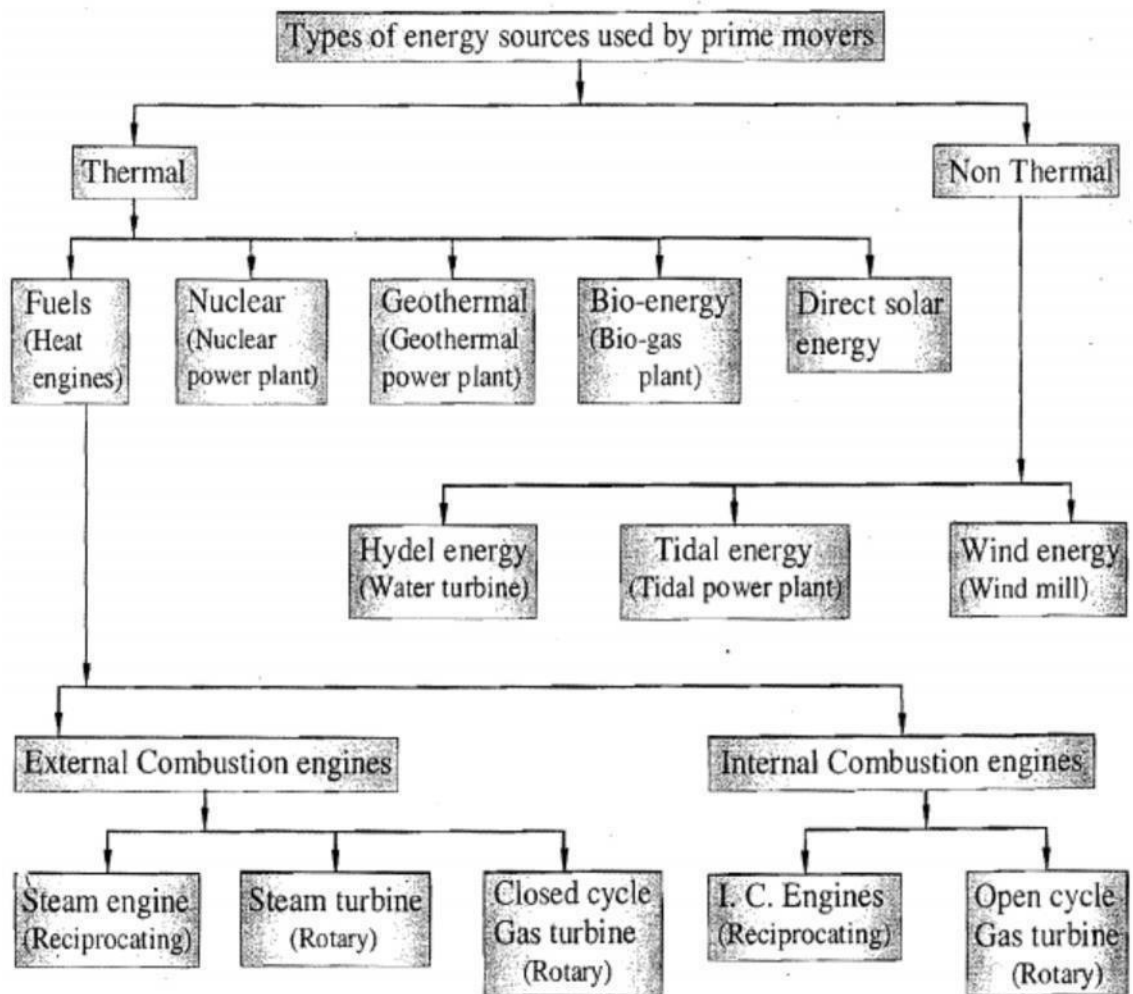 Types of energy sources used by prime movers
Thermal
Non Thermal
Fuels
(Heat
engines)
Nuclear
(Nuclear
power plant)
Geothermal
(Geothermal
power plant)
Bio-energy
(Bio-gas
plant)
Direct solar
energy
Hydel energy
(Water turbine)
Tidal energy
(Tidal power plant)
Wind energy
(Wind mill)
External Combustion engines
Internal Combustion engines
Steam engine
(Reciprocating)
Steam turbine
(Rotary)
Closed cycle
Gas turbine
(Rotary)
I. C. Engines
(Reciprocating)
Open cycle
Gas turbine
(Rotary)